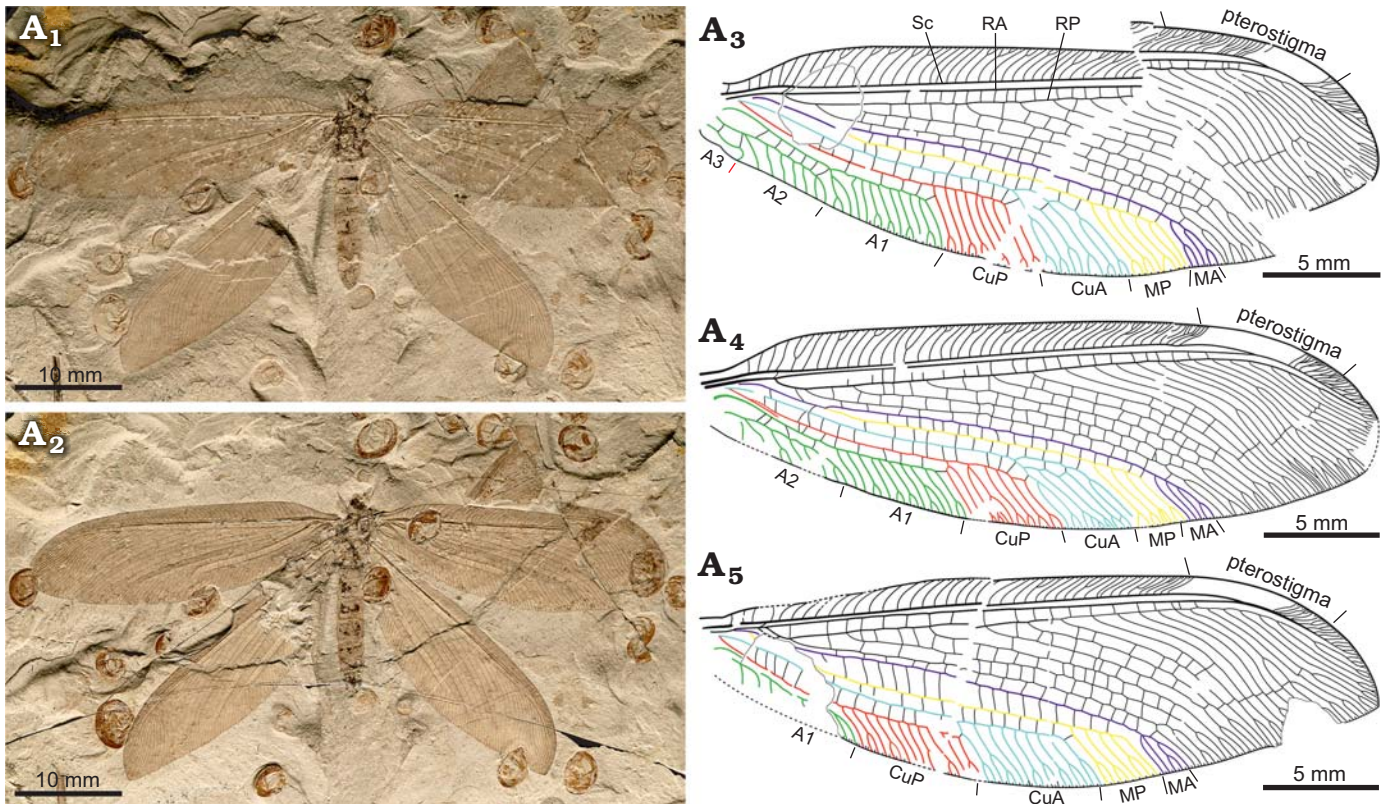 A1
10 mm
A2
10 mm
A3
Sc
RA
RP
pterostigma
A3
A2
A1
CuP
CuA
MP
MA
5 mm
A4
pterostigma
A2
A1
CuP
CuA
MP
MA
5 mm
A5
pterostigma
A1
CuP
CuA
MP
MA
5 mm